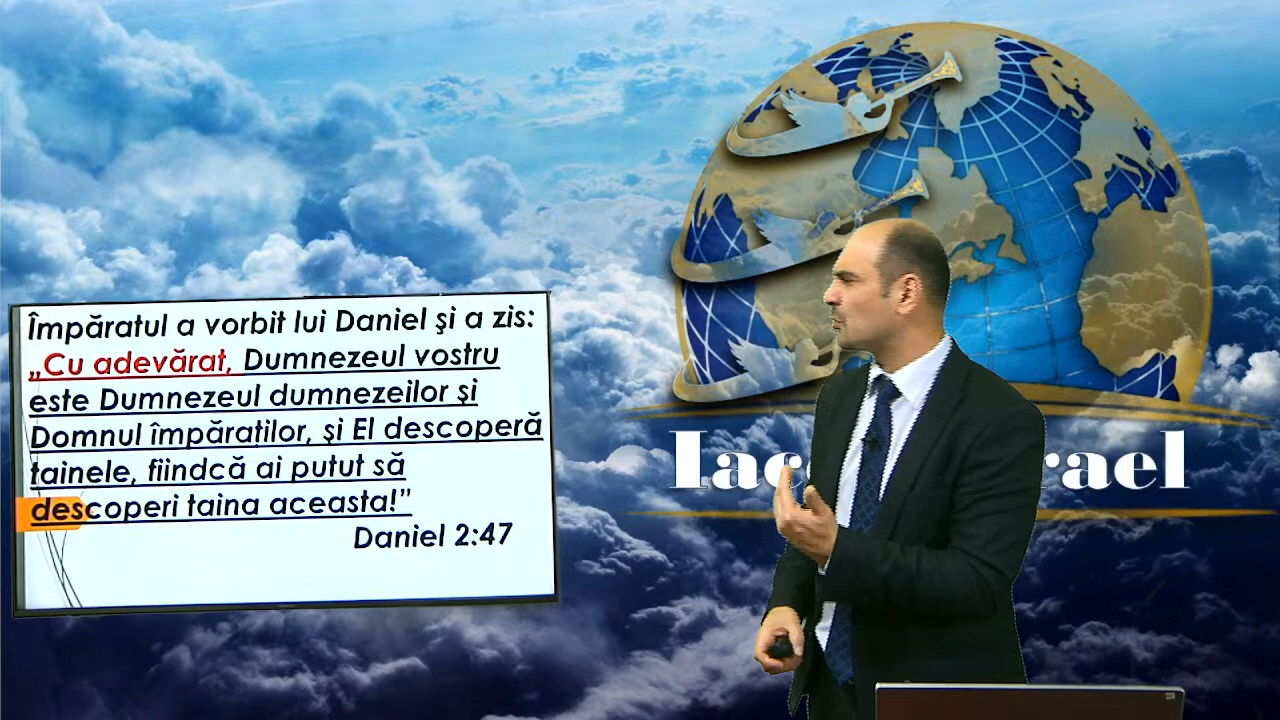 Împăratul a vorbit lui Daniel şi a zis:
„Cu adevărat, Dumnezeul vostru
este Dumnezeul dumnezeilor şi
Domnul împăraţilor, şi El descoperă
tainele, fiindcă ai putut să
descoperi taina aceasta!”
Daniel 2:47